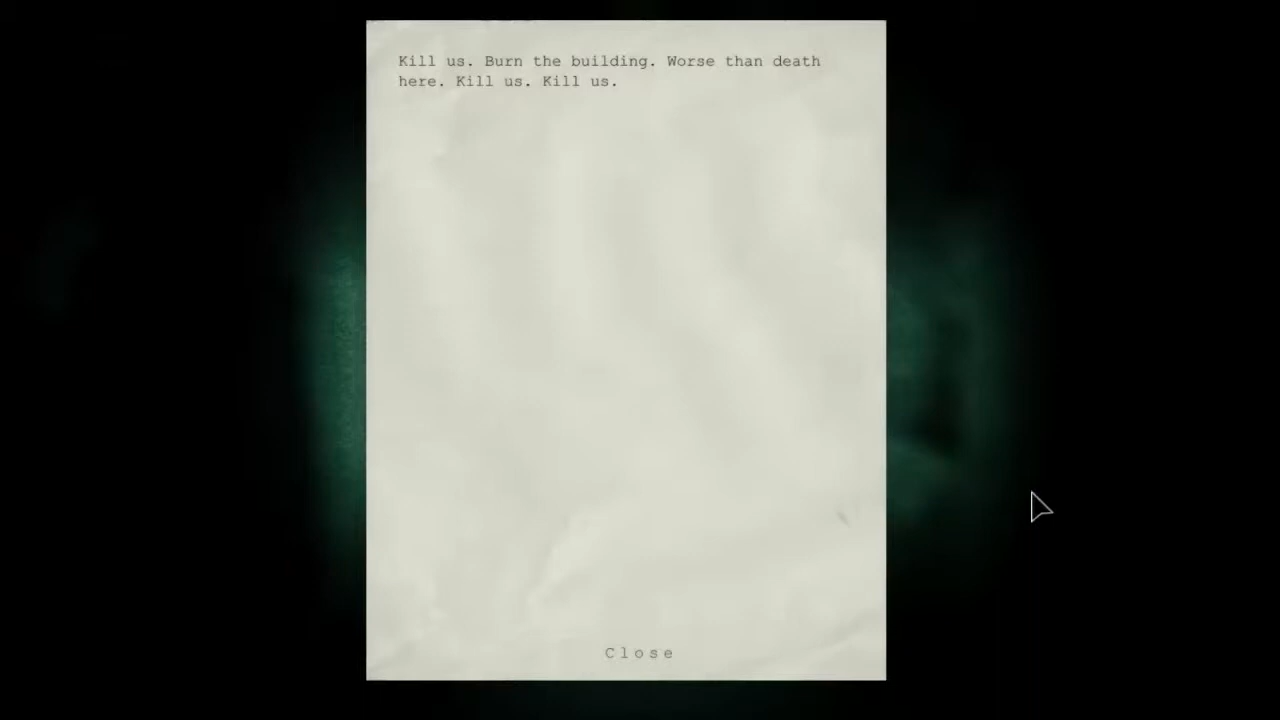 Kill us. Burn the building. Worse than death
here. Kill us. Kill us.
Close